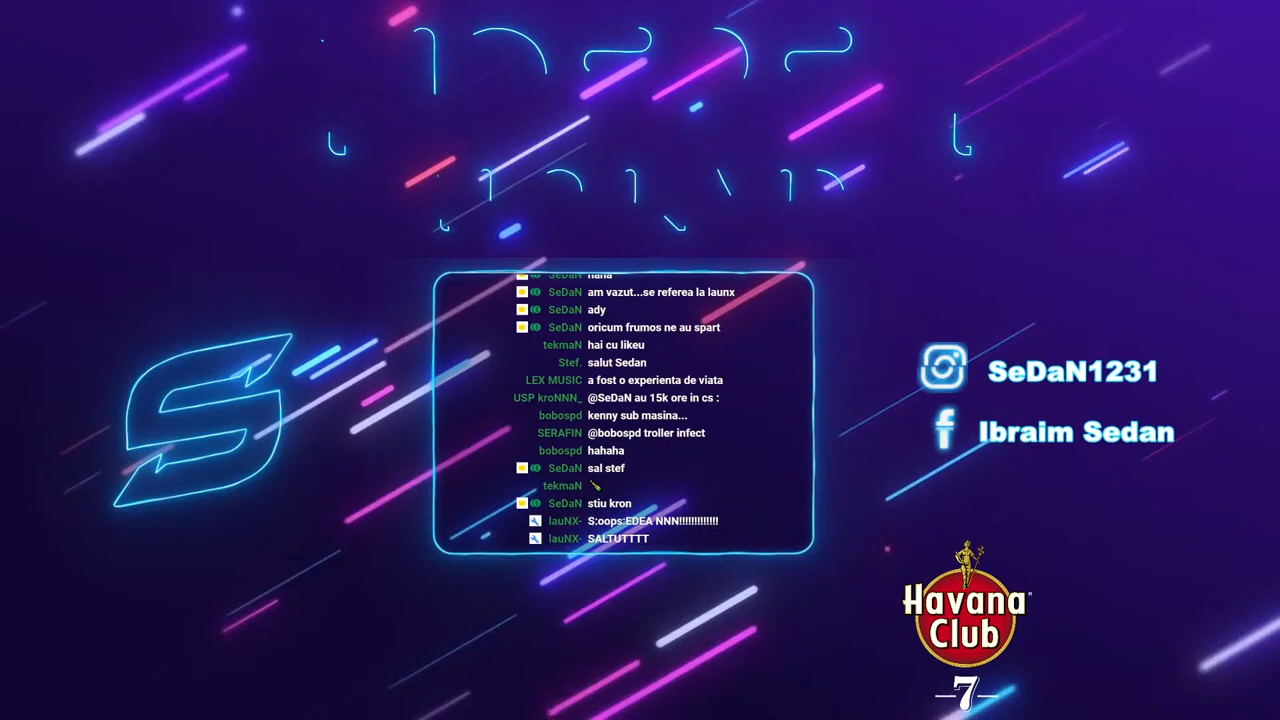 SeDaN haha
SeDaN am vazut...se referea la launx
SeDaN ady
SeDaN oricum frumos ne au spart
tekmaN hai cu likeu
Stef. salut Sedan
LEX MUSIC a fost o experienta de viata
USP kroNNN_ @SeDaN au 15k ore in cs :
bobospd kenny sub masina...
SERAFIN @bobospd troller infect
bobospd hahaha
SeDaN sal stef
tekmaN
SeDaN stiu kron
lauNX- S:oops:EDEA NNN!!!!!!!!!!!!!
lauNX- SALTUTTTT
SeDaN1231
Ibraim Sedan
Havana
Club
7